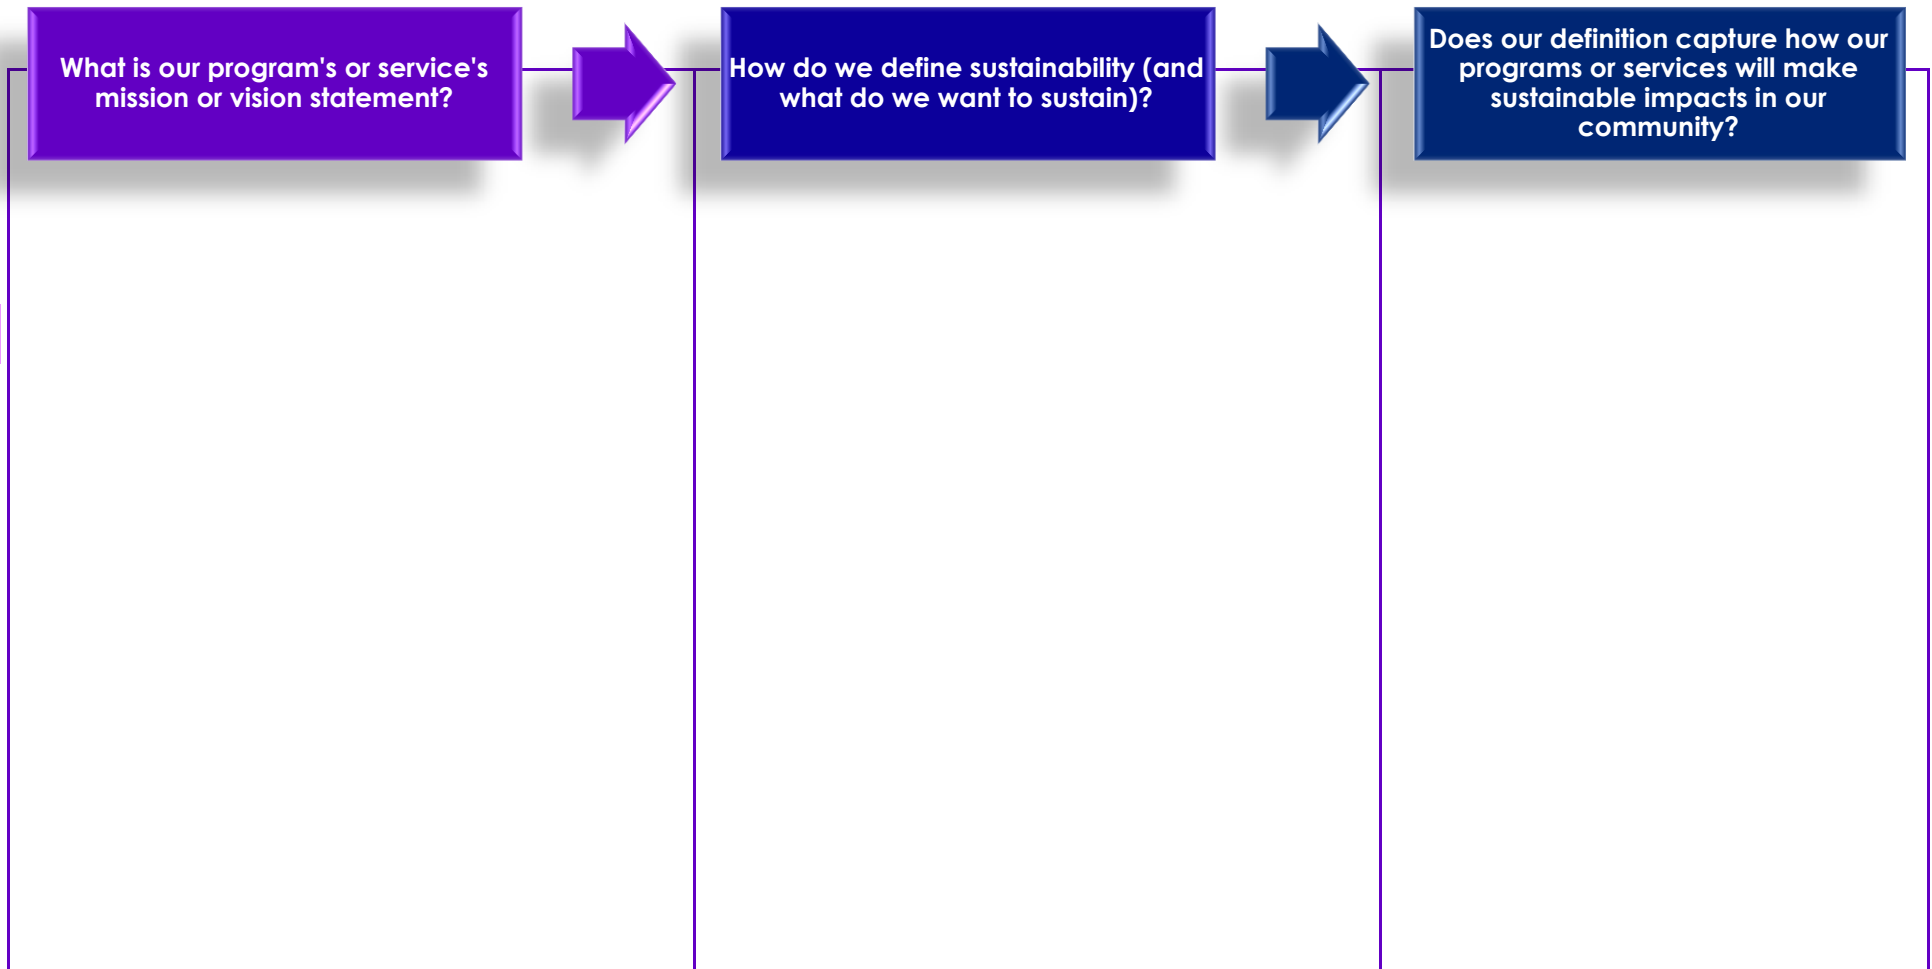 What is our program's or service's
mission or vision statement?
How do we define sustainability (and
what do we want to sustain)?
Does our definition capture how our
programs or services will make
sustainable impacts in our
community?